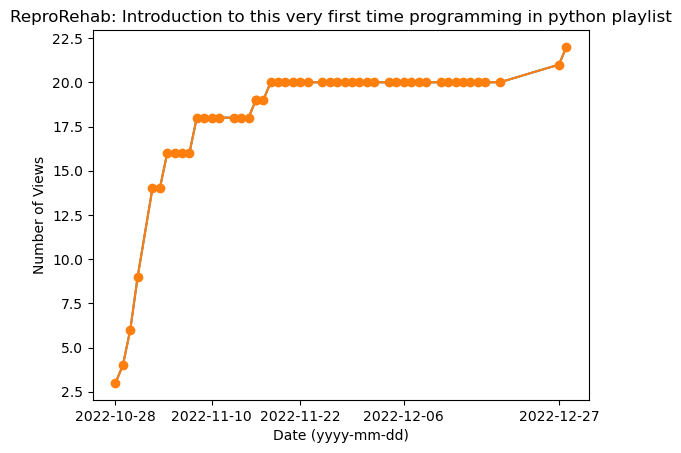 ReproRehab: Introduction to this very first time programming in python playlist
22.5
20.0
17.5
15.0
12.5
10.0
7.5
5.0
2.5
Number of Views
2022-10-28 2022-11-10 2022-11-22 2022-12-06 2022-12-27
Date (yyyy-mm-dd)